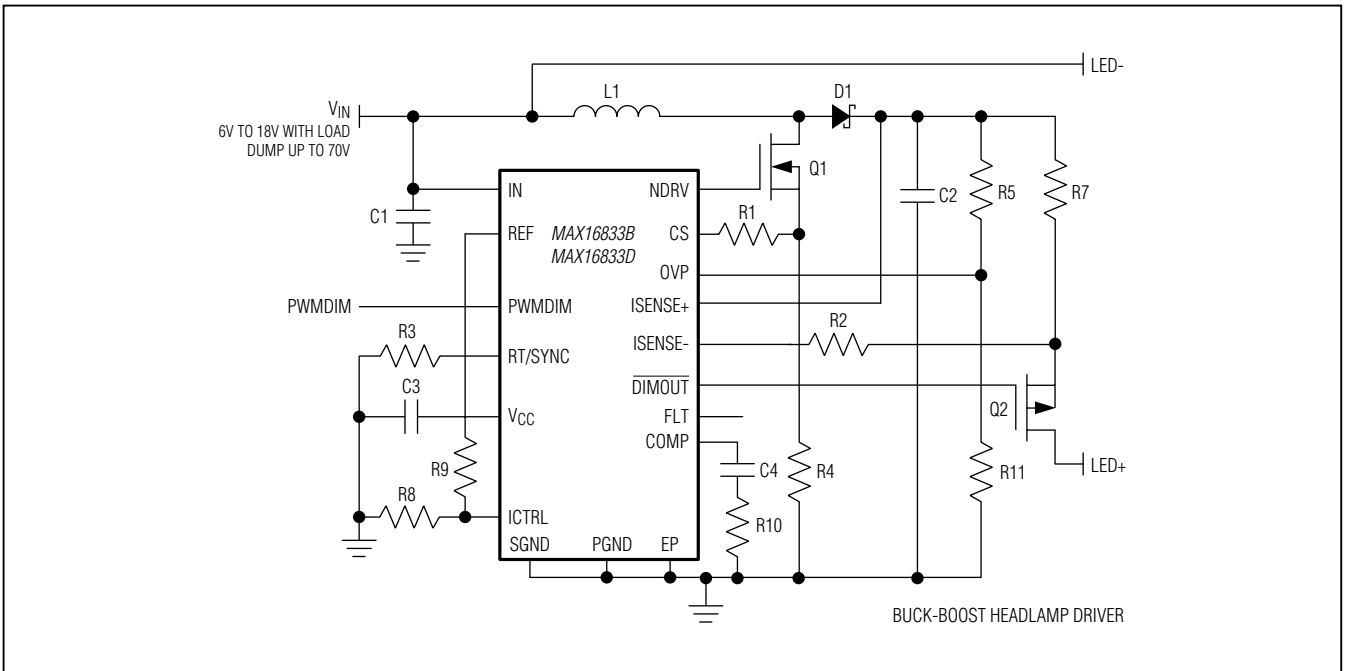 LED-
VIN
6V TO 18V WITH LOAD
DUMP UP TO 70V
L1
D1
Q1
C1
IN
NDRV
C2
R5
R7
R1
REF
MAX16833B
MAX16833D
CS
OVP
PWMDIM
PWMDIM
ISENSE+
R3
RT/SYNC
ISENSE-
R2
C3
DIMOUT
VCC
FLT
Q2
COMP
R9
C4
R4
R11
LED+
R8
ICTRL
R10
SGND
PGND
EP
BUCK-BOOST HEADLAMP DRIVER